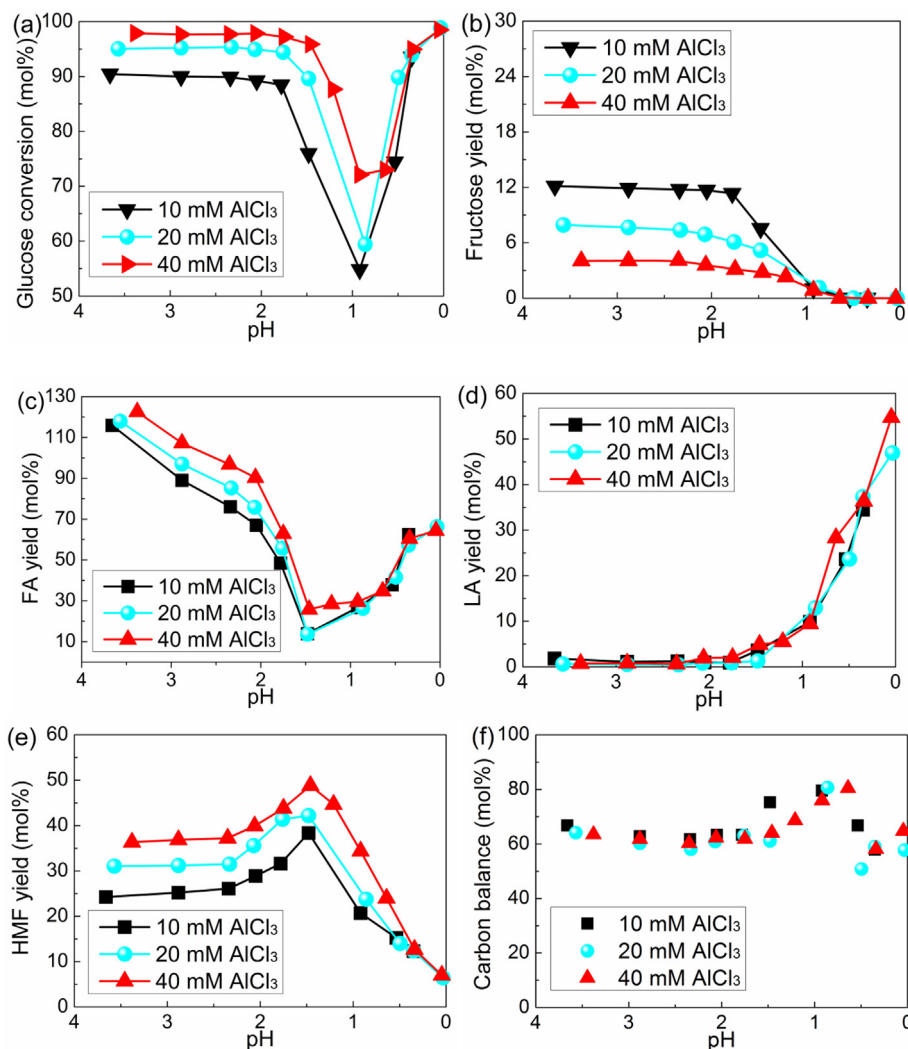 (a)
Glucose conversion (mol%)
100
90
80
70
60
50
10 mM AlCl₃
20 mM AlCl₃
40 mM AlCl₃
4 3 2 1 0
pH
(b)
Fructose yield (mol%)
30
24
18
12
6
0
10 mM AlCl₃
20 mM AlCl₃
40 mM AlCl₃
4 3 2 1 0
pH
(c)
FA yield (mol%)
130
110
90
70
50
30
10
10 mM AlCl₃
20 mM AlCl₃
40 mM AlCl₃
4 3 2 1 0
pH
(d)
LA yield (mol%)
60
50
40
30
20
10
0
10 mM AlCl₃
20 mM AlCl₃
40 mM AlCl₃
4 3 2 1 0
pH
(e)
HMF yield (mol%)
60
50
40
30
20
10
0
10 mM AlCl₃
20 mM AlCl₃
40 mM AlCl₃
4 3 2 1 0
pH
(f)
Carbon balance (mol%)
100
80
60
40
20
0
10 mM AlCl₃
20 mM AlCl₃
40 mM AlCl₃
4 3 2 1 0
pH